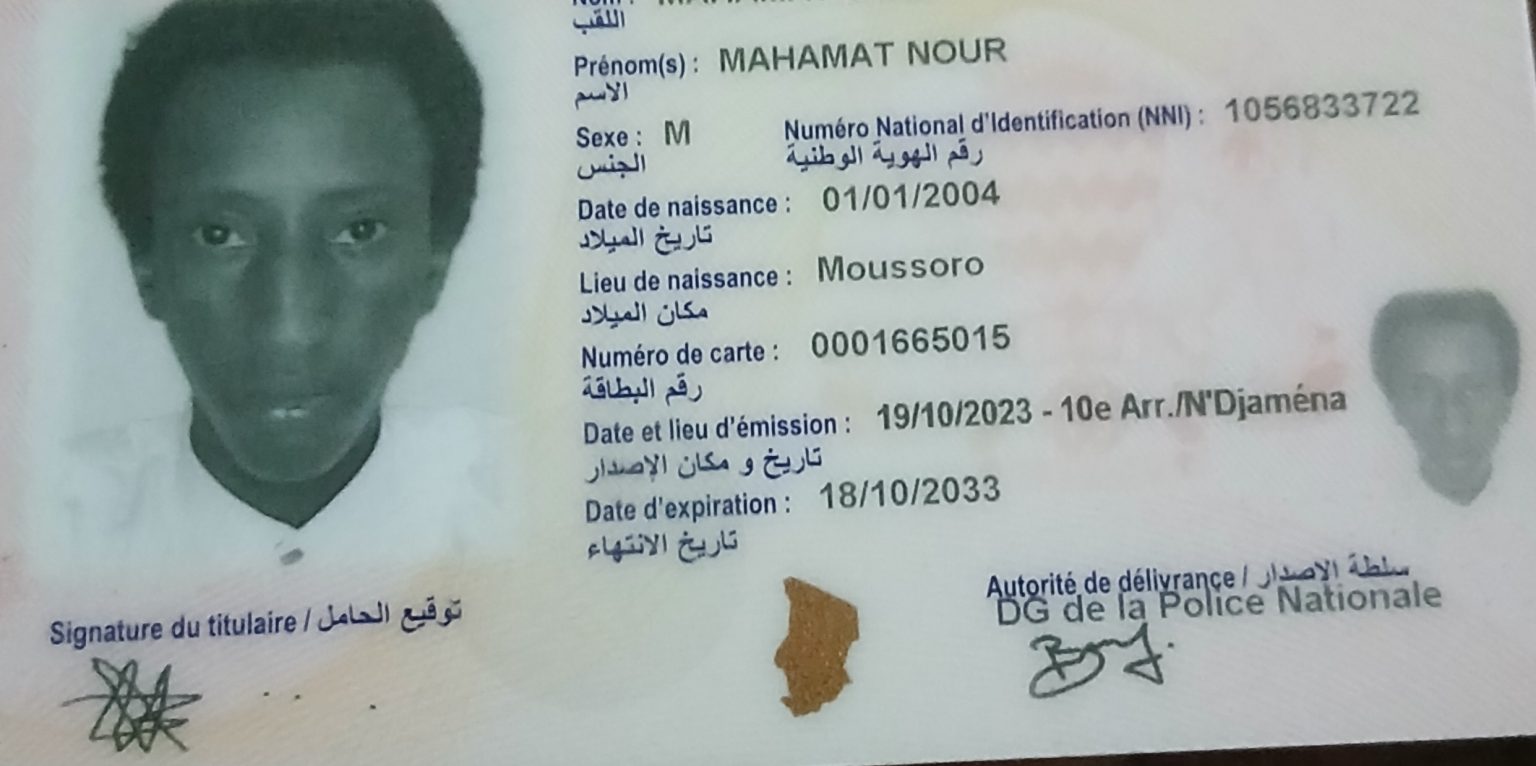 اللقب
Prénom(s) : MAHAMAT NOUR
الاسم
Sexe : M Numéro National d'Identification (NNI) : 1056833722
الجنس رقم الهوية الوطنية
Date de naissance : 01/01/2004
تاريخ الميلاد
Lieu de naissance : Moussoro
مكان الميلاد
Numéro de carte : 0001665015
رقم البطاقة
Date et lieu d'émission : 19/10/2023 - 10e Arr./N'Djaména
تاريخ و مكان الإصدار
Date d'expiration : 18/10/2033
تاريخ الانتهاء
Autorité de délivrance / سلطة الاصدار
DG de la Police Nationale
Signature du titulaire / توقيع الحامل